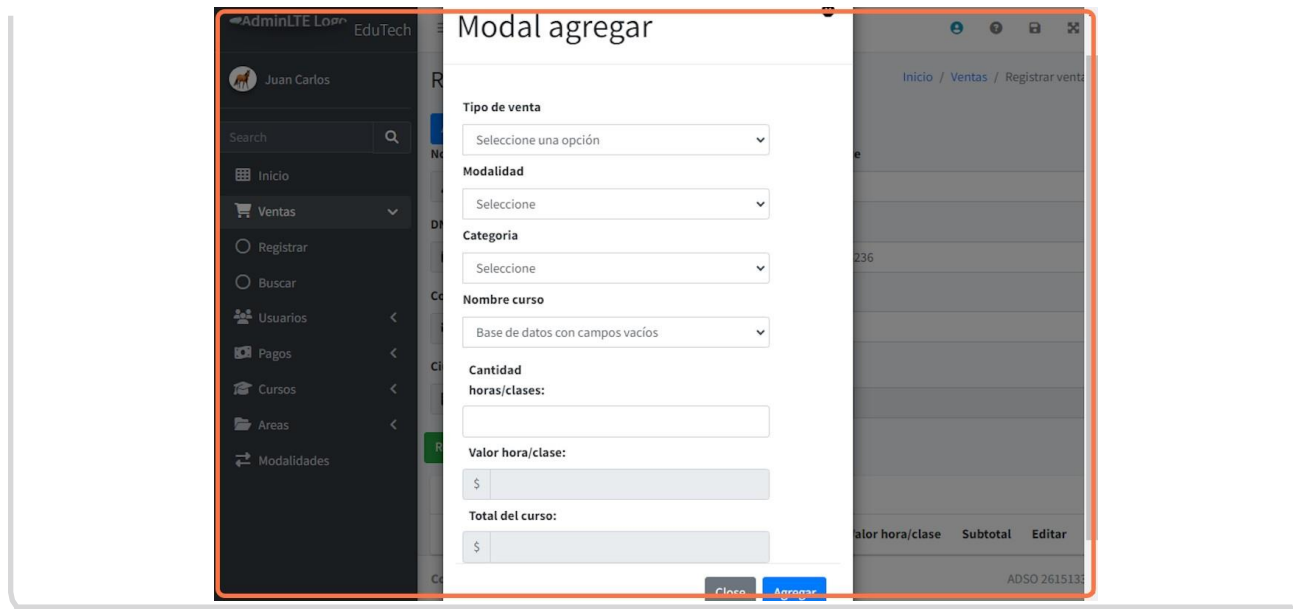 AdminLTE Logo
EduTech
Modal agregar
Juan Carlos
Inicio / Ventas / Registrar venta
Tipo de venta
Search
Seleccione una opción
Modalidad
Inicio
Seleccione
Ventas
Categoria
Registrar
Seleccione
236
Buscar
Nombre curso
Usuarios
Base de datos con campos vacíos
Pagos
Cantidad
horas/clases:
Cursos
Areas
Valor hora/clase:
Modalidades
$
Total del curso:
Valor hora/clase Subtotal Editar
$
Close Agregar
ADSO 2615133